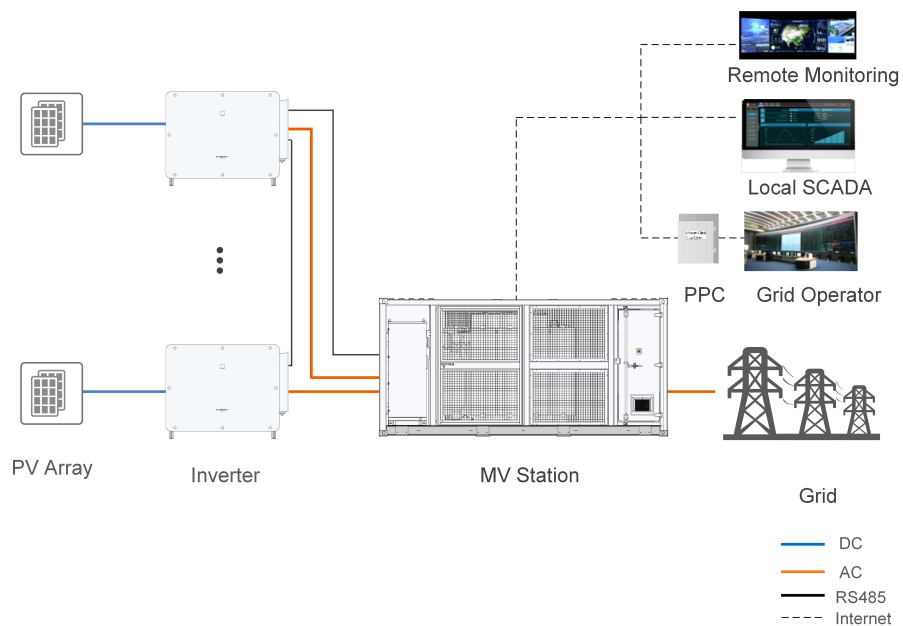 Remote Monitoring
Local SCADA
PPC
Grid Operator
PV Array
Inverter
MV Station
Grid
DC
AC
RS485
Internet